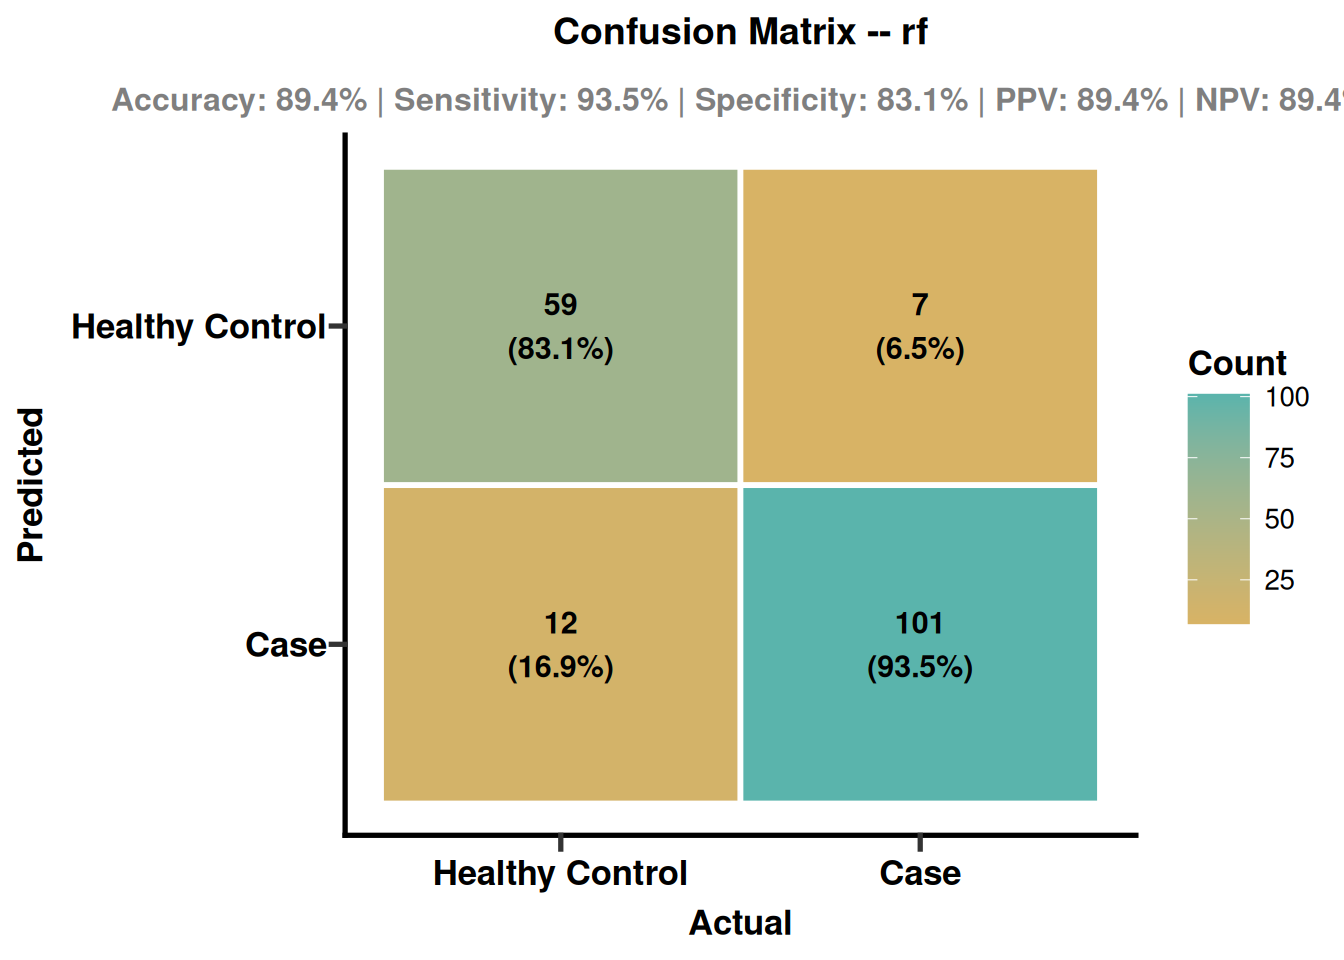 Confusion Matrix -- rf
Accuracy: 89.4% | Sensitivity: 93.5% | Specificity: 83.1% | PPV: 89.4% | NPV: 89.4
59
(83.1%)
7
(6.5%)
Healthy Control
12
(16.9%)
101
(93.5%)
Case
Predicted
Healthy Control
Case
Actual
Count
100
75
50
25